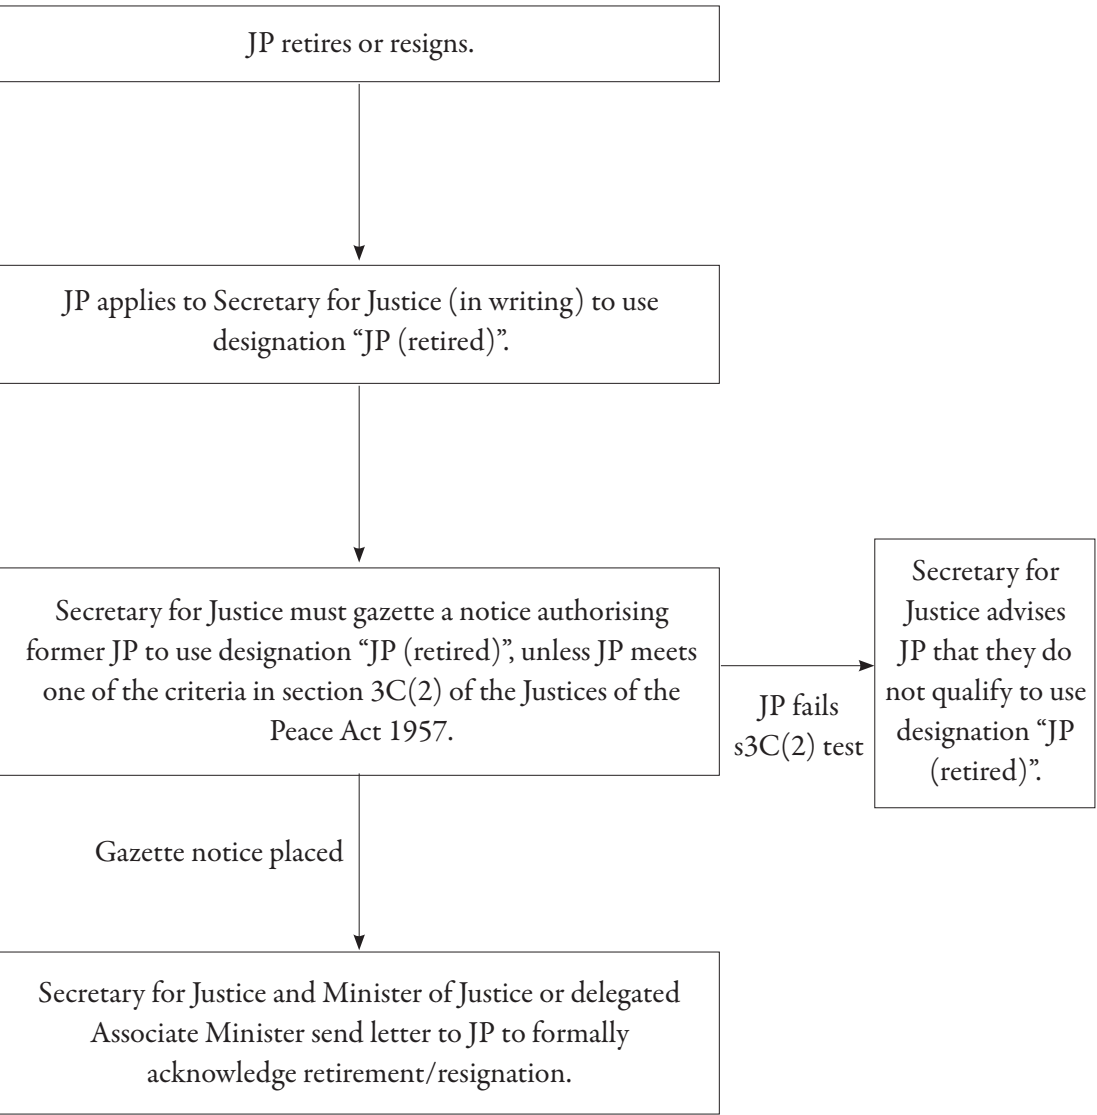 JP retires or resigns.
JP applies to Secretary for Justice (in writing) to use
designation “JP (retired)”.
Secretary for Justice must gazette a notice authorising
former JP to use designation “JP (retired)”, unless JP meets
one of the criteria in section 3C(2) of the Justices of the
Peace Act 1957.
JP fails
s3C(2) test
Secretary for
Justice advises
JP that they do
not qualify to use
designation “JP
(retired)”.
Gazette notice placed
Secretary for Justice and Minister of Justice or delegated
Associate Minister send letter to JP to formally
acknowledge retirement/resignation.